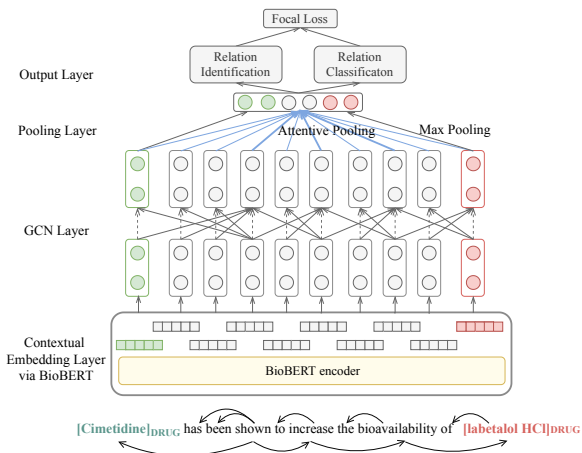 Focal Loss
Output Layer
Relation
Identification
Relation
Classificaton
Pooling Layer
Attentive Pooling
Max Pooling
GCN Layer
Contextual
Embedding Layer
via BioBERT
BioBERT encoder
[Cimetidine]DRUG has been shown to increase the bioavailability of [labetalol HCl]DRUG